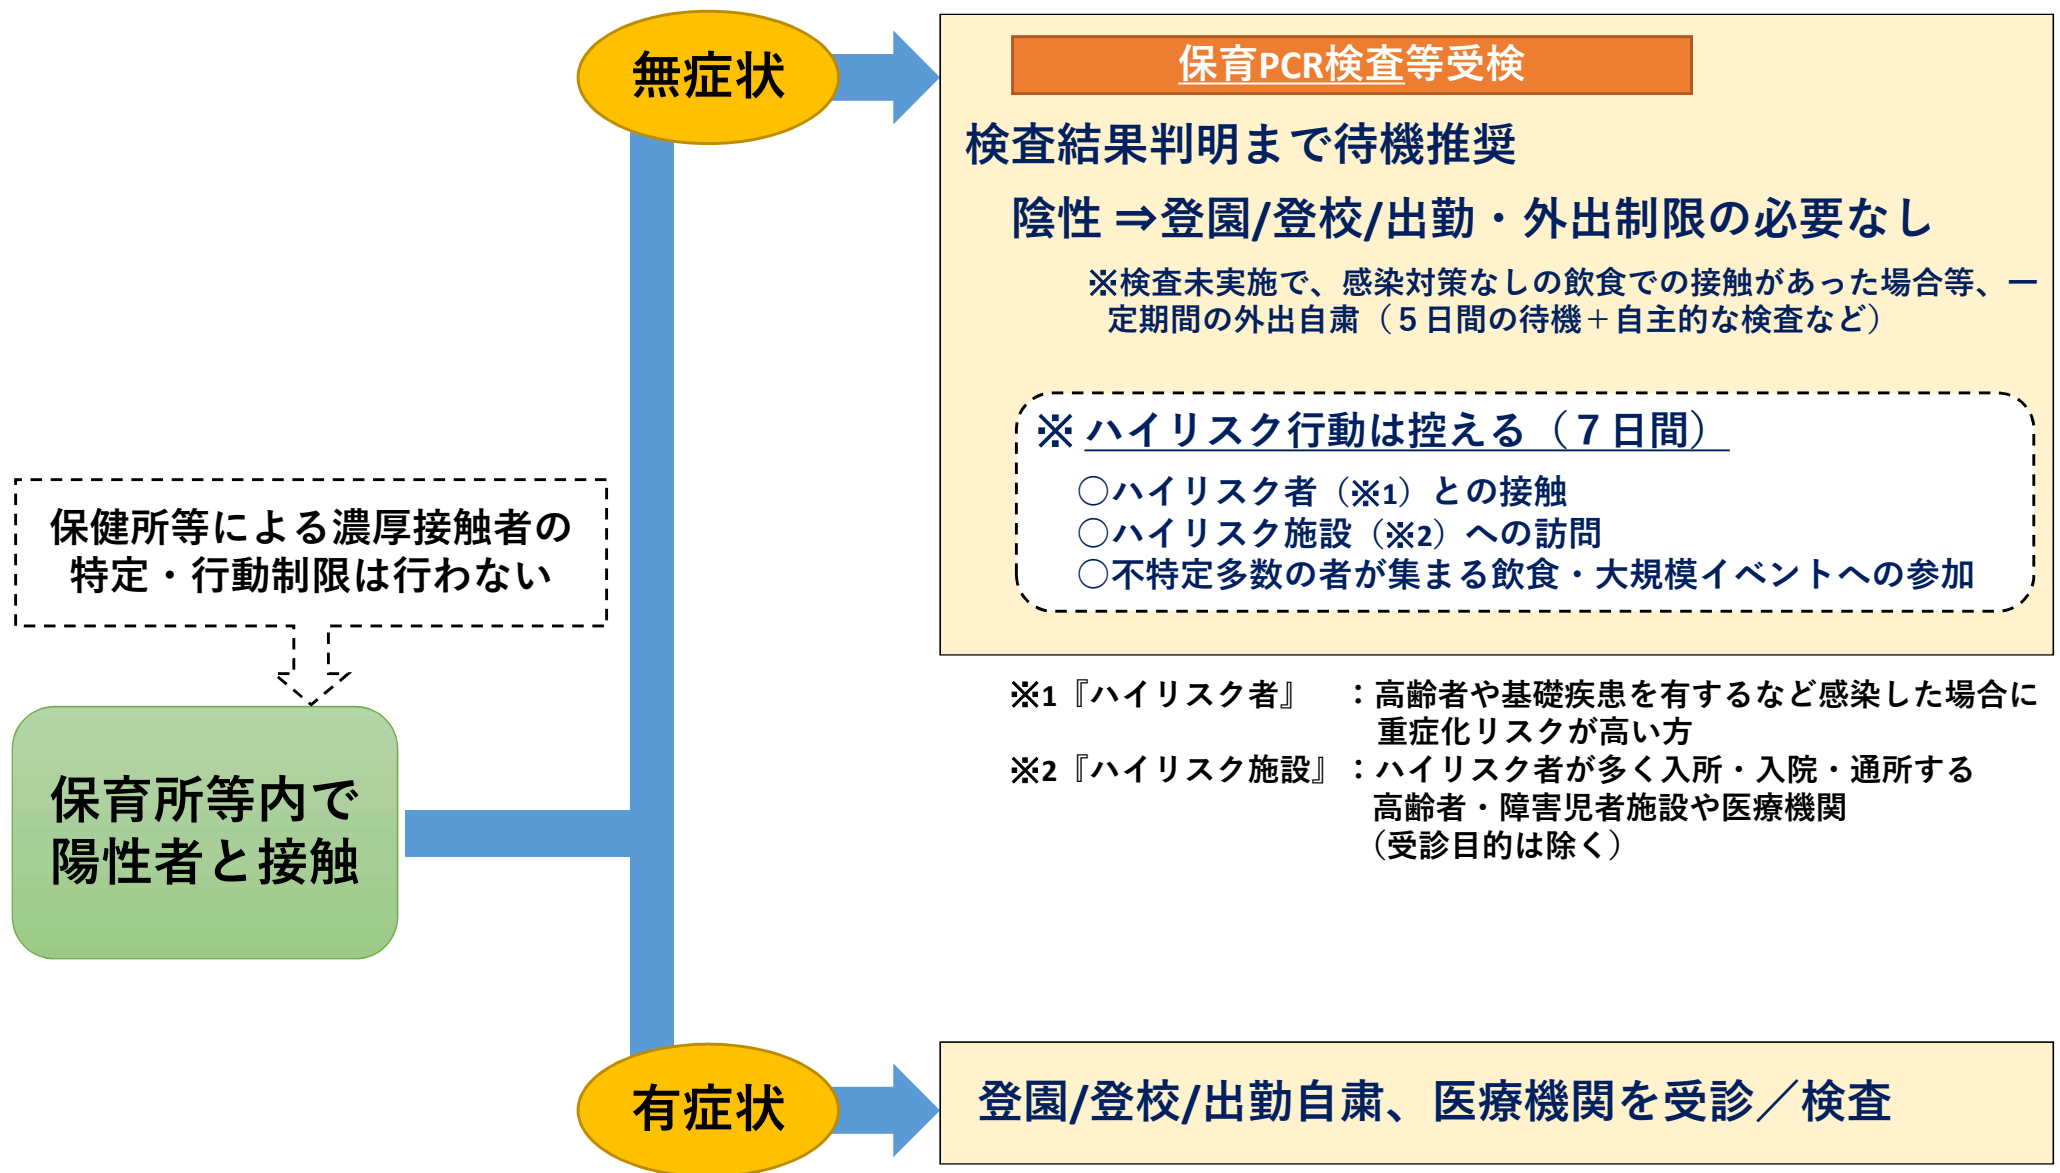 無症状
保育PCR検査等受検
検査結果判明まで待機推奨
陰性 ⇒登園/登校/出勤・外出制限の必要なし
※検査未実施で、感染対策なしの飲食での接触があった場合等、一
定期間の外出自粛（５日間の待機＋自主的な検査など）
※ ハイリスク行動は控える（７日間）
○ハイリスク者（※1）との接触
○ハイリスク施設（※2）への訪問
○不特定多数の者が集まる飲食・大規模イベントへの参加
保健所等による濃厚接触者の
特定・行動制限は行わない
※1『ハイリスク者』　：高齢者や基礎疾患を有するなど感染した場合に
重症化リスクが高い方
※2『ハイリスク施設』：ハイリスク者が多く入所・入院・通所する
高齢者・障害児者施設や医療機関
（受診目的は除く）
保育所等内で
陽性者と接触
有症状
登園/登校/出勤自粛、医療機関を受診／検査